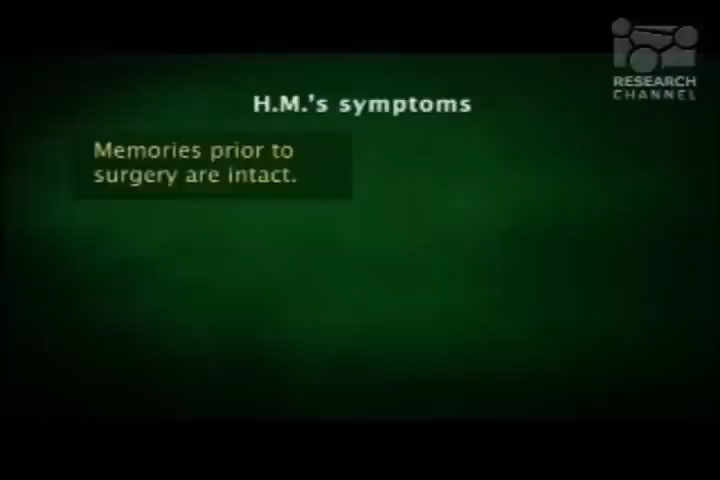 RESEARCH
CHANNEL
H.M.'s symptoms
Memories prior to
surgery are intact.